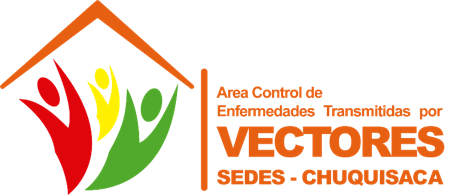 Area Control de
Enfermedades Transmitidas por
VECTORES
SEDES - CHUQUISACA